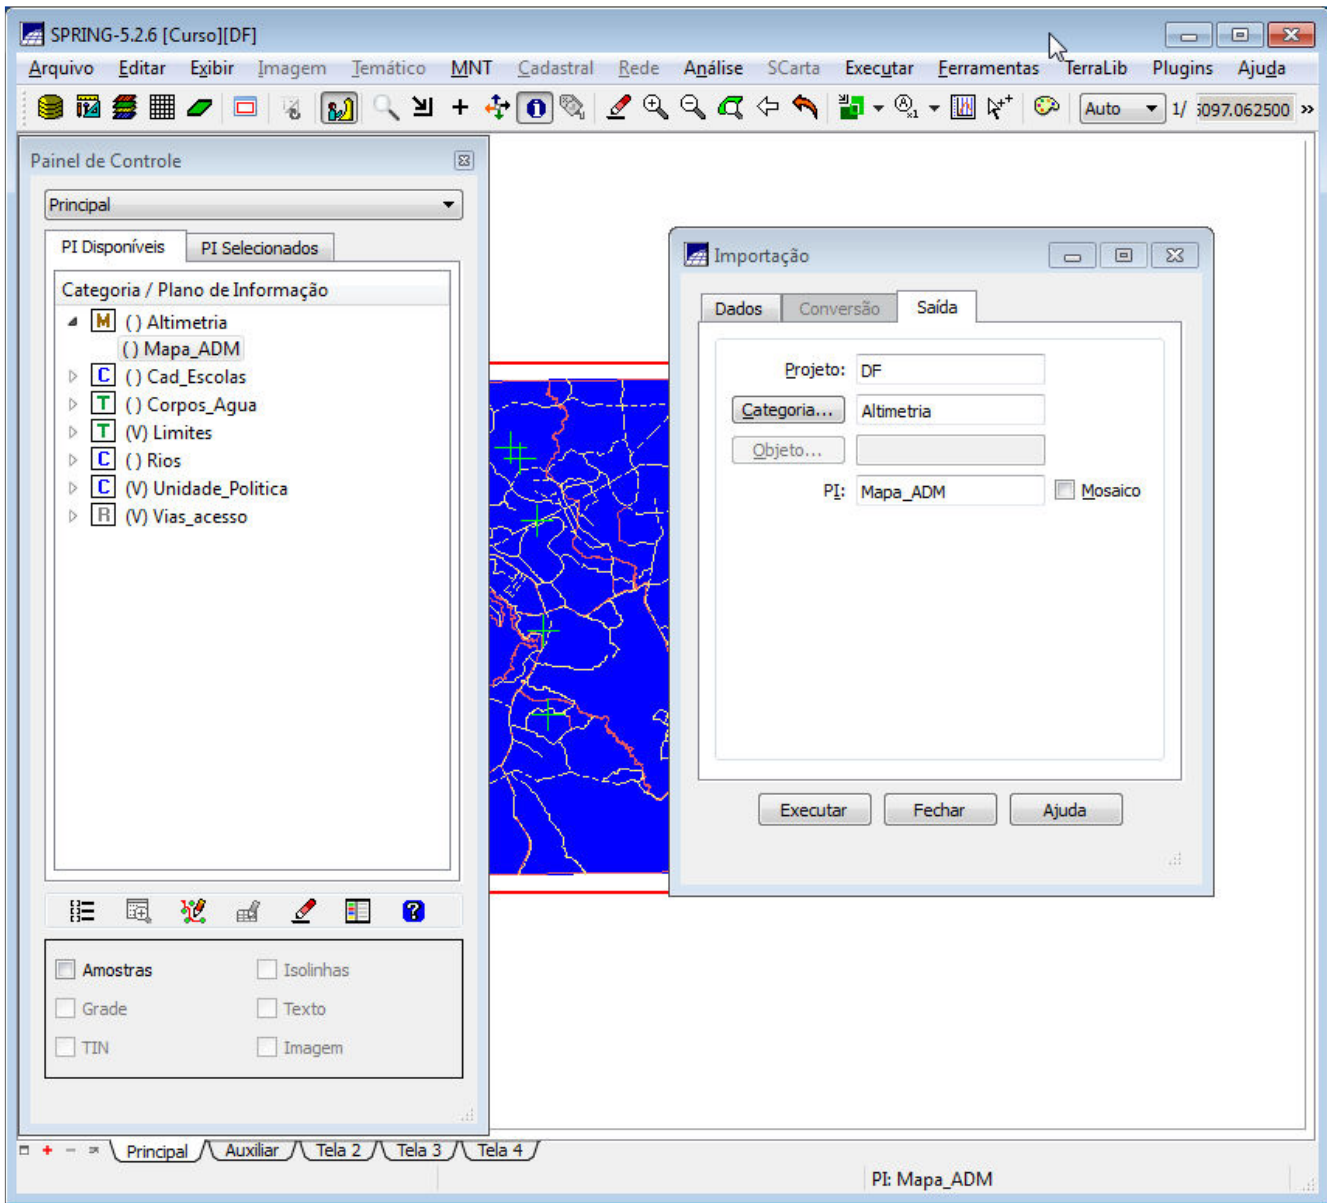 SPRING-5.2.6 [Curso][DF]
Arquivo Editar Exibir Imagem Temático MNT Cadastral Rede Análise SCarta Executar Ferramentas TerraLib Plugins Ajuda
Auto 1/ 5097.062500 »
Painel de Controle
Principal
PI Disponíveis PI Selecionados
Categoria / Plano de Informação
M ( ) Altimetria
( ) Mapa_ADM
C ( ) Cad_Escolas
T ( ) Corpos_Agua
T (V) Limites
C ( ) Rios
C (V) Unidade_Politica
R (V) Vias_acesso
Amostras Isolinhas
Grade Texto
TIN Imagem
Importação
Dados Conversão Saída
Projeto: DF
Categoria... Altimetria
Objeto...
PI: Mapa_ADM Mosaico
Executar Fechar Ajuda
Principal Auxiliar Tela 2 Tela 3 Tela 4
PI: Mapa_ADM